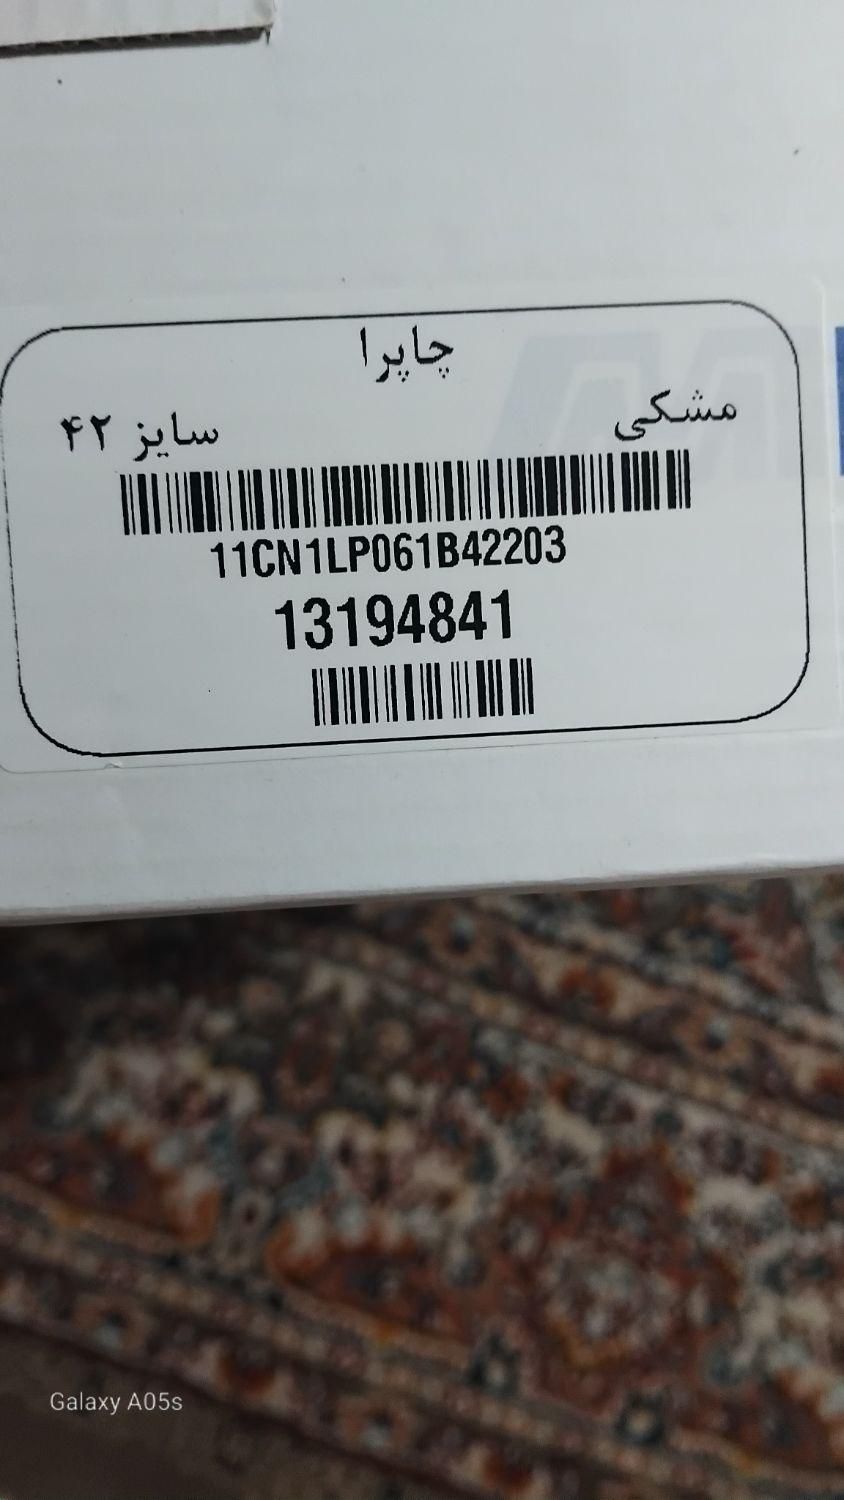 چاپرا
مشکی سایز ۴۲
11CN1LP061B42203
13194841
Galaxy A05s